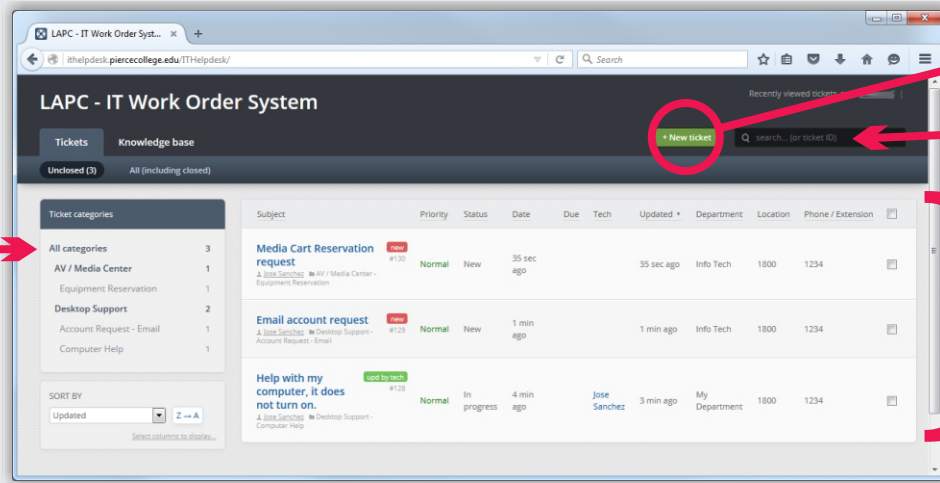 LAPC - IT Work Order Syst... × +
ithelpdesk.piercecollege.edu/ITHelpdesk/
Search
Recently viewed tickets
LAPC - IT Work Order System
Tickets Knowledge base + New ticket search... (or ticket ID)
Unclosed (3) All (including closed)
Ticket categories
All categories 3
AV / Media Center 1
Equipment Reservation 1
Desktop Support 2
Account Request - Email 1
Computer Help 1
SORT BY
Updated Z→A
Select columns to display...
Subject Priority Status Date Due Tech Updated ▾ Department Location Phone / Extension
Media Cart Reservation new
request #130 Normal New 35 sec ago 35 sec ago Info Tech 1800 1234
Jose Sanchez AV / Media Center -
Equipment Reservation
Email account request new
#129 Normal New 1 min ago 1 min ago Info Tech 1800 1234
Jose Sanchez Desktop Support -
Account Request - Email
Help with my upd by tech
computer, it does #128
not turn on. Normal In progress 4 min ago Jose Sanchez 3 min ago My Department 1800 1234
Jose Sanchez Desktop Support -
Computer Help